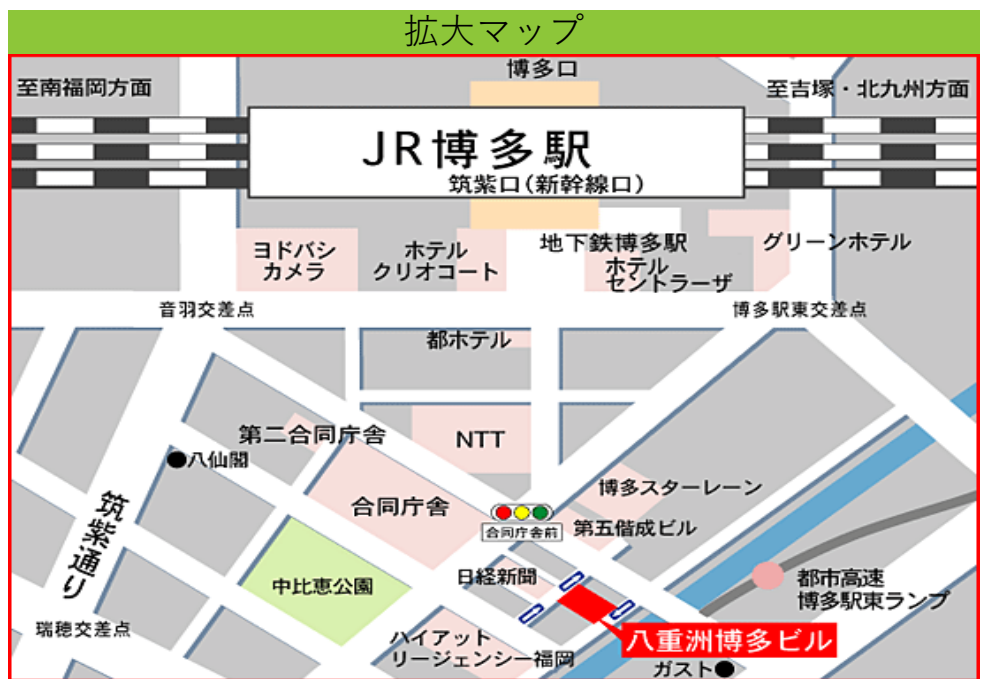 拡大マップ
博多口
至南福岡方面
至吉塚・北九州方面
JR博多駅
筑紫口(新幹線口)
ヨドバシ
カメラ
ホテル
クリオコート
地下鉄博多駅
ホテル
セントラーザ
グリーンホテル
音羽交差点
博多駅東交差点
都ホテル
第二合同庁舎
NTT
八仙閣
合同庁舎
博多スターレーン
筑紫通り
合同庁舎前
第五偕成ビル
中比恵公園
日経新聞
都市高速
博多駅東ランプ
瑞穂交差点
ハイアット
リージェンシー福岡
八重洲博多ビル
ガスト